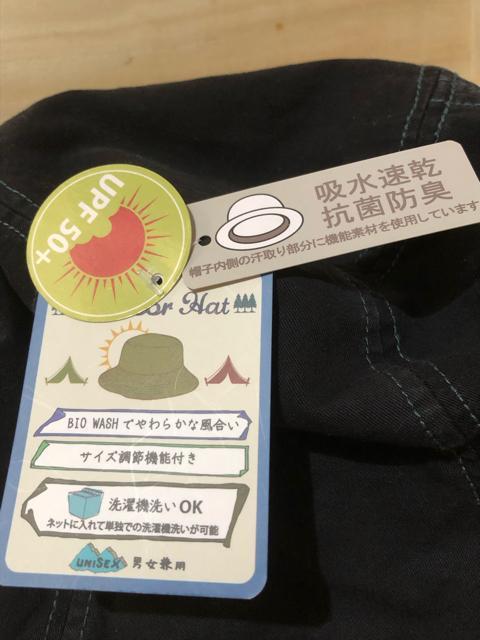 UPF 50+
吸水速乾
抗菌防臭
帽子内側の汗取り部分に機能素材を使用しています
Hat
BIO WASHでやわらかな風合い
サイズ調節機能付き
洗濯機洗いOK
ネットに入れて単独での洗濯機洗いが可能
UNISEX 男女兼用